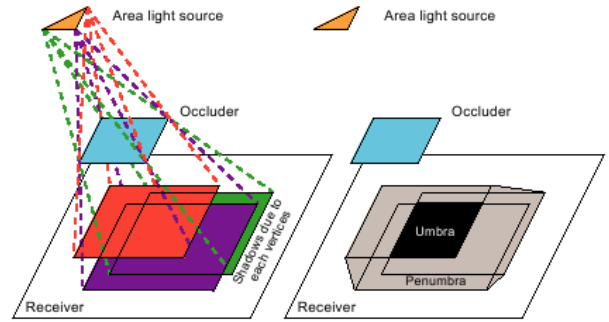 Area light source
Occluder
Shadows due to
each vertices
Receiver
Area light source
Occluder
Umbra
Penumbra
Receiver